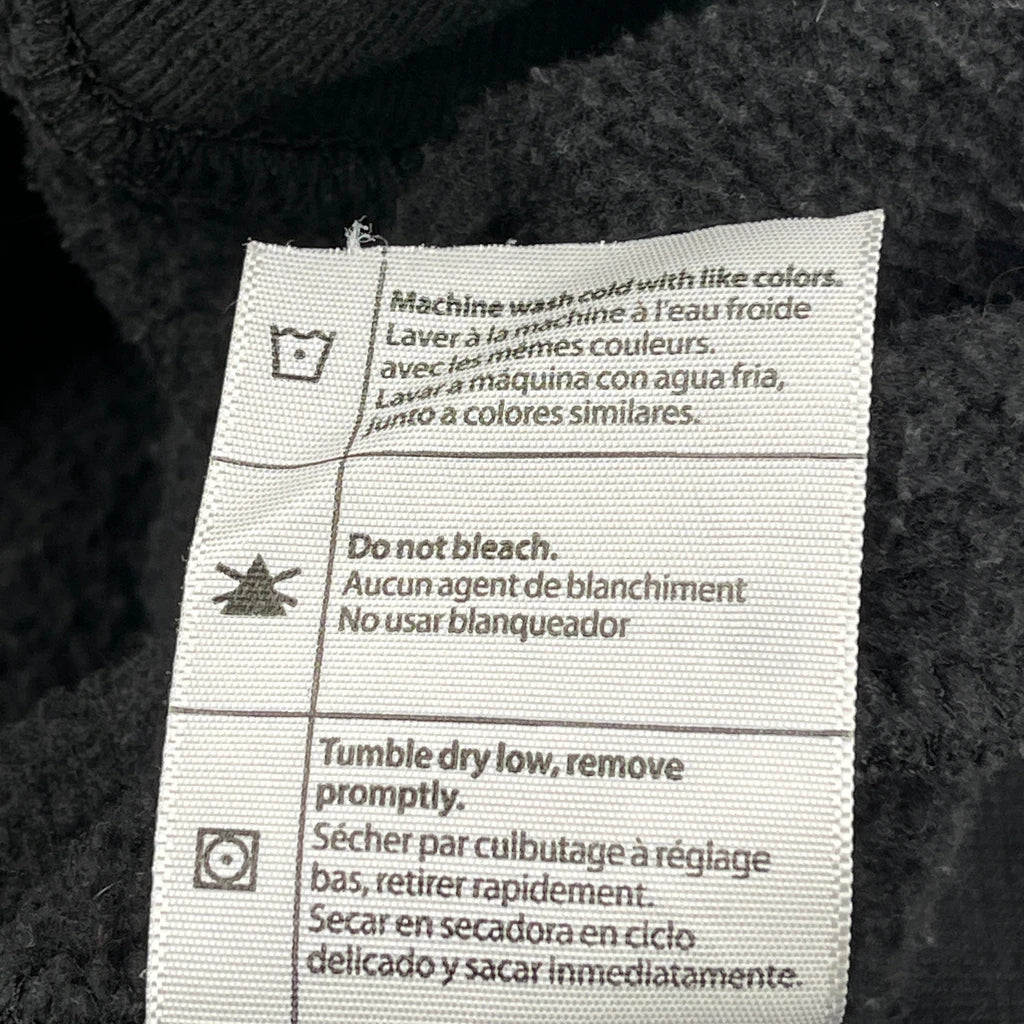 Machine wash cold with like colors.
Laver à la machine à l'eau froide
avec les mêmes couleurs.
Lavar a maquina con agua fria,
junto a colores similares.
Do not bleach.
Aucun agent de blanchiment
No usar blanqueador
Tumble dry low, remove
promptly.
Sécher par culbutage à réglage
bas, retirer rapidement.
Secar en secadora en ciclo
delicado y sacar inmediatamente.